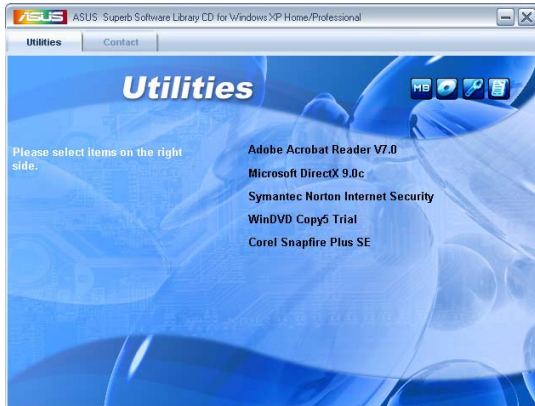 ASUS ASUS Superb Software Library CD for Windows XP Home/Professional
Utilities Contact
Utilities
MB
Please select items on the right
side.
Adobe Acrobat Reader V7.0
Microsoft DirectX 9.0c
Symantec Norton Internet Security
WinDVD Copy5 Trial
Corel Snapfire Plus SE